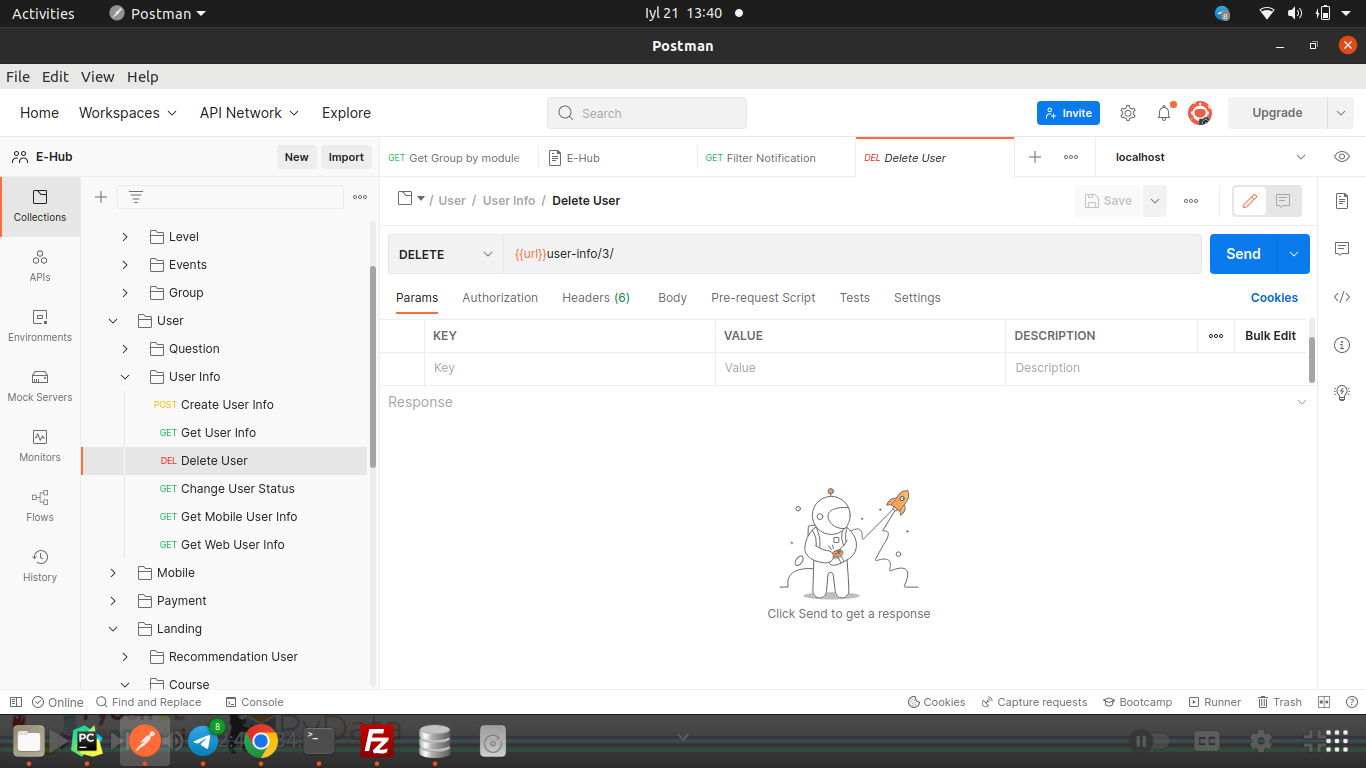 Activities Postman Iyl 21 13:40
Postman
File Edit View Help
Home Workspaces API Network Explore Search Invite Upgrade
E-Hub New Import GET Get Group by module E-Hub GET Filter Notification DEL Delete User localhost
Collections
APIs
Environments
Mock Servers
Monitors
Flows
History
Level
Events
Group
User
Question
User Info
POST Create User Info
GET Get User Info
DEL Delete User
GET Change User Status
GET Get Mobile User Info
GET Get Web User Info
Mobile
Payment
Landing
Recommendation User
Course
/ User / User Info / Delete User Save
DELETE {{url}}user-info/3/ Send
Params Authorization Headers (6) Body Pre-request Script Tests Settings Cookies
KEY VALUE DESCRIPTION Bulk Edit
Key Value Description
Response
Click Send to get a response
Online Find and Replace Console Cookies Capture requests Bootcamp Runner Trash
PyData
PC 8 >_ Fz CC